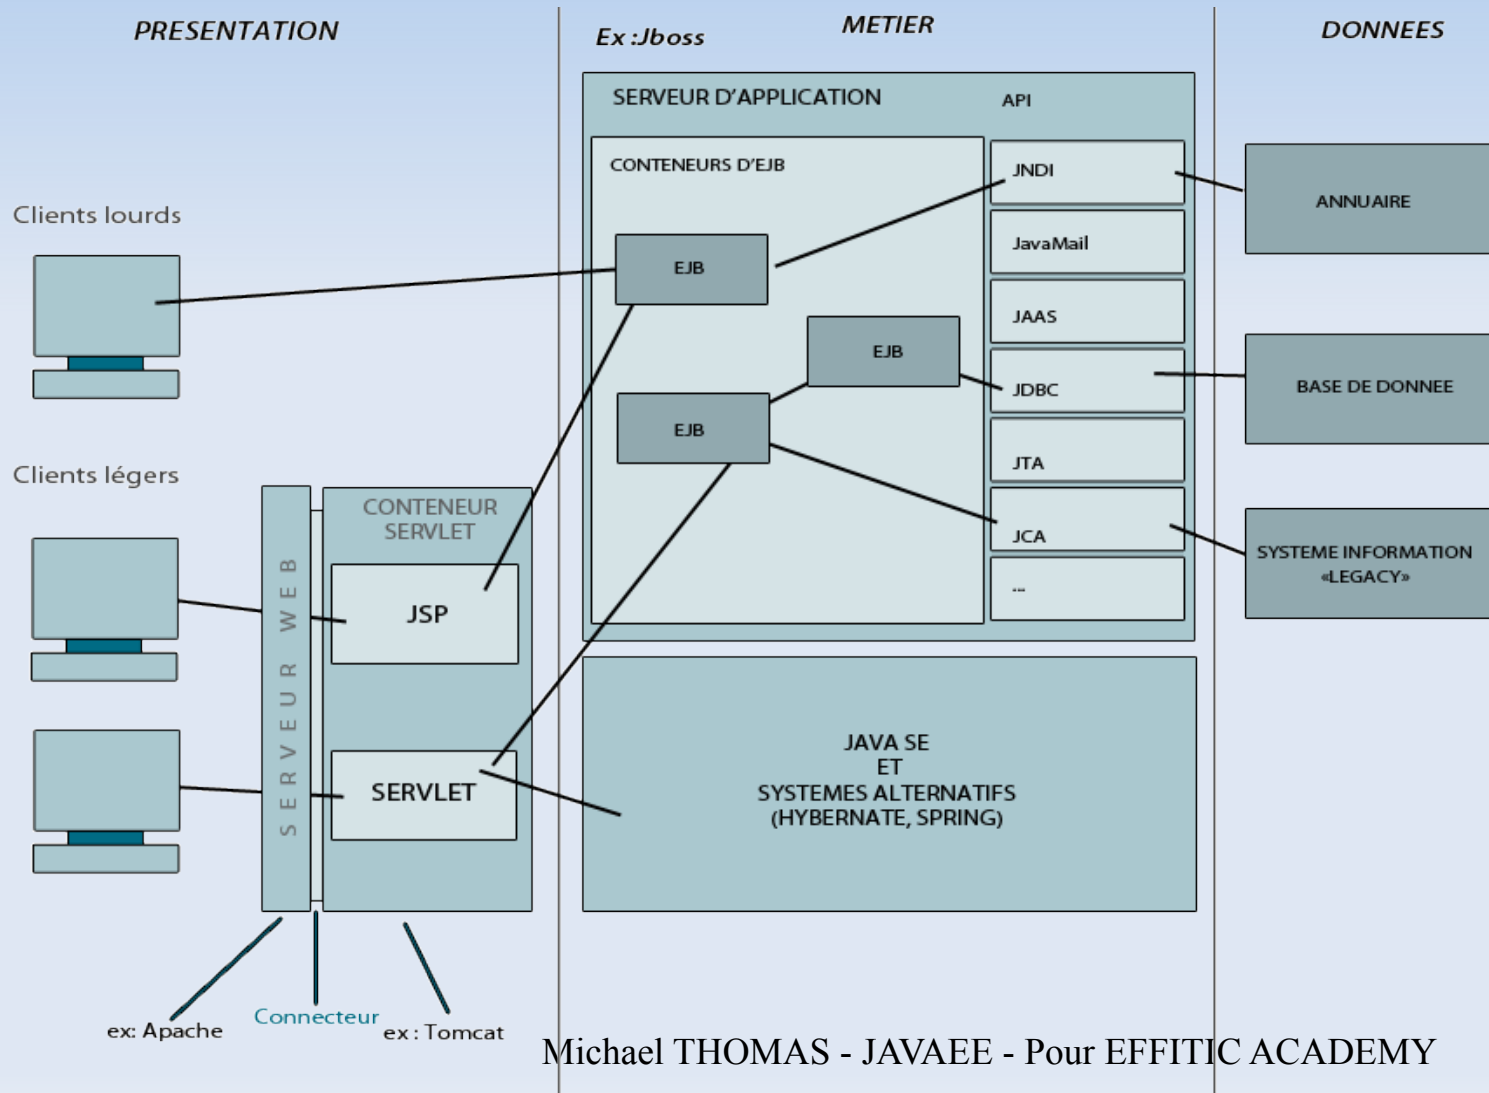 PRESENTATION
Ex :Jboss
METIER
DONNEES
SERVEUR D'APPLICATION
API
CONTENEURS D'EJB
JNDI
JavaMail
JAAS
JDBC
JTA
JCA
...
EJB
EJB
EJB
ANNUAIRE
BASE DE DONNEE
SYSTEME INFORMATION
«LEGACY»
Clients lourds
Clients légers
SERVEUR WEB
CONTENEUR
SERVLET
JSP
SERVLET
JAVA SE
ET
SYSTEMES ALTERNATIFS
(HYBERNATE, SPRING)
ex: Apache
Connecteur
ex : Tomcat
Michael THOMAS - JAVAEE - Pour EFFITIC ACADEMY